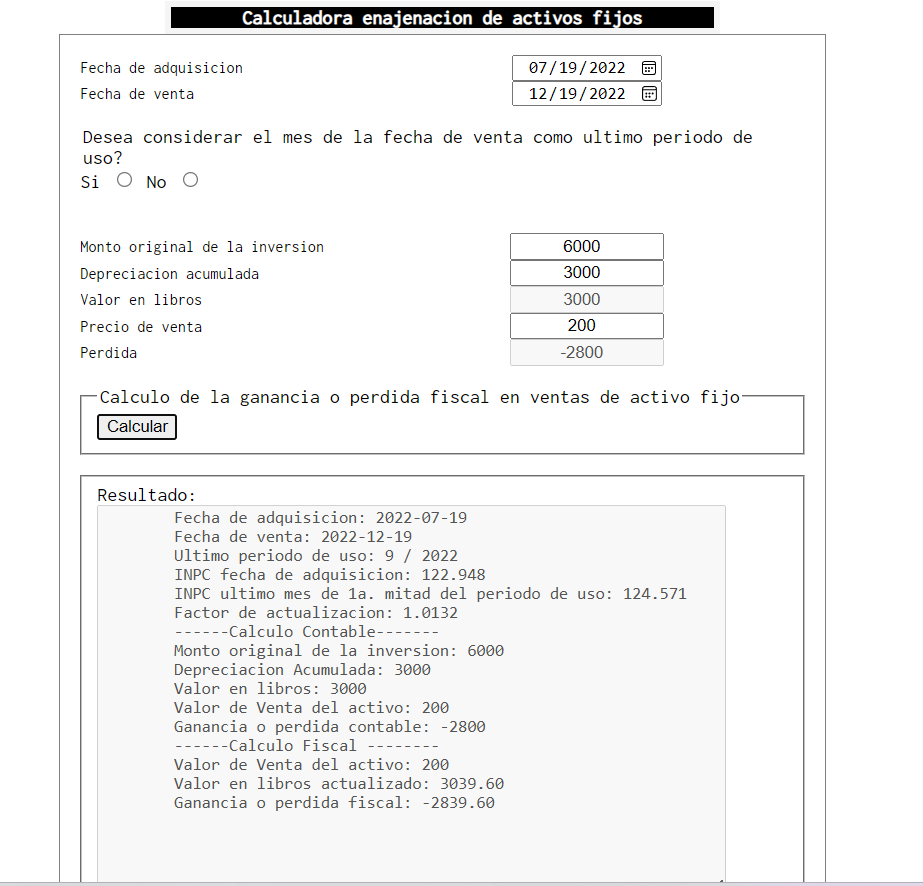 Calculadora enajenacion de activos fijos
Fecha de adquisicion 07/19/2022
Fecha de venta 12/19/2022
Desea considerar el mes de la fecha de venta como ultimo periodo de
uso?
Si No
Monto original de la inversion 6000
Depreciacion acumulada 3000
Valor en libros 3000
Precio de venta 200
Perdida -2800
Calculo de la ganancia o perdida fiscal en ventas de activo fijo
Calcular
Resultado:
Fecha de adquisicion: 2022-07-19
Fecha de venta: 2022-12-19
Ultimo periodo de uso: 9 / 2022
INPC fecha de adquisicion: 122.948
INPC ultimo mes de 1a. mitad del periodo de uso: 124.571
Factor de actualizacion: 1.0132
------Calculo Contable-------
Monto original de la inversion: 6000
Depreciacion Acumulada: 3000
Valor en libros: 3000
Valor de Venta del activo: 200
Ganancia o perdida contable: -2800
------Calculo Fiscal --------
Valor de Venta del activo: 200
Valor en libros actualizado: 3039.60
Ganancia o perdida fiscal: -2839.60